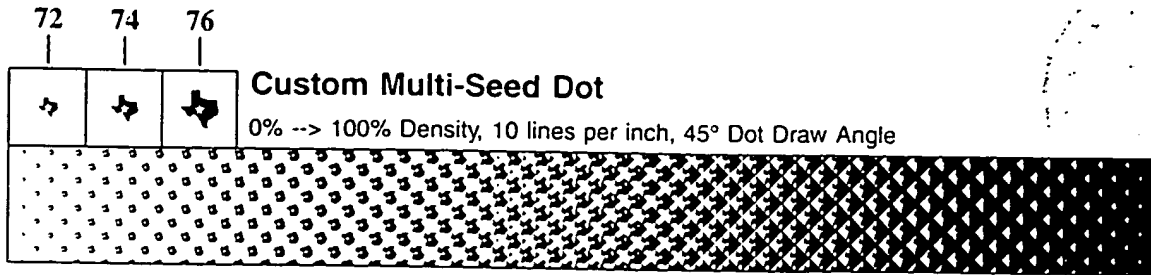 72 74 76
Custom Multi-Seed Dot
0% --> 100% Density, 10 lines per inch, 45° Dot Draw Angle